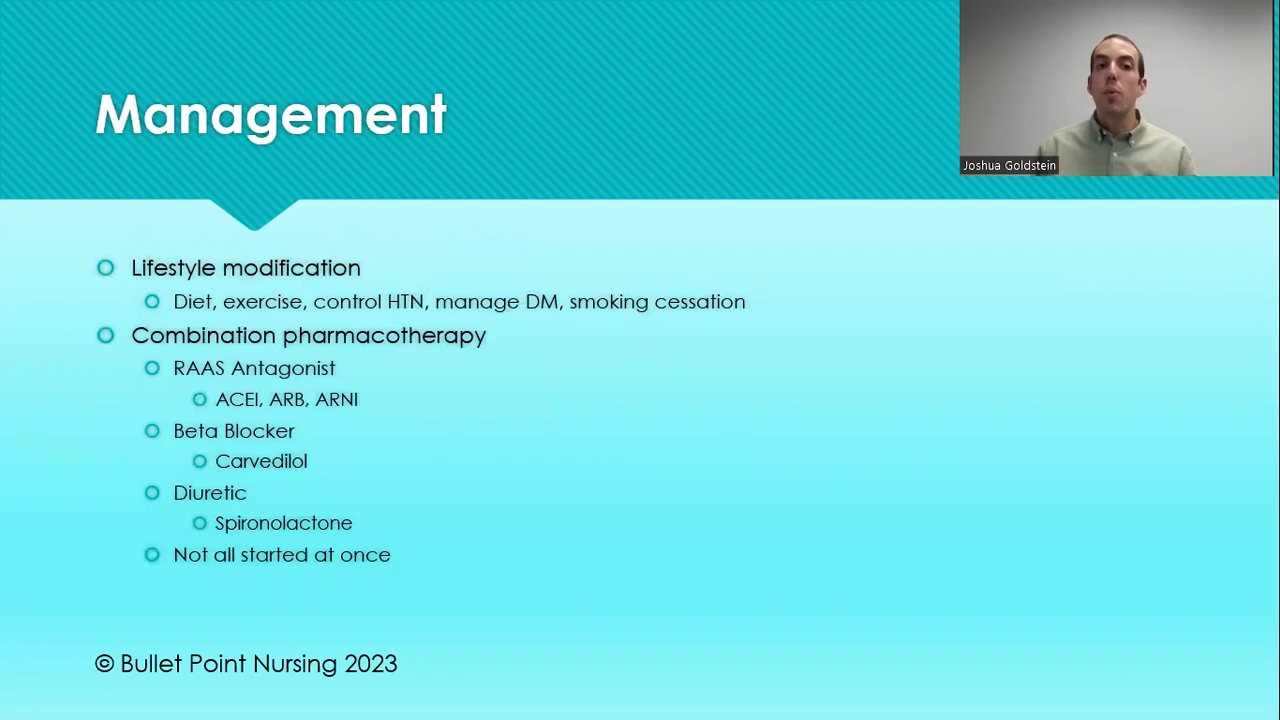 Management
Joshua Goldstein
Lifestyle modification
Diet, exercise, control HTN, manage DM, smoking cessation
Combination pharmacotherapy
RAAS Antagonist
ACEI, ARB, ARNI
Beta Blocker
Carvedilol
Diuretic
Spironolactone
Not all started at once
© Bullet Point Nursing 2023